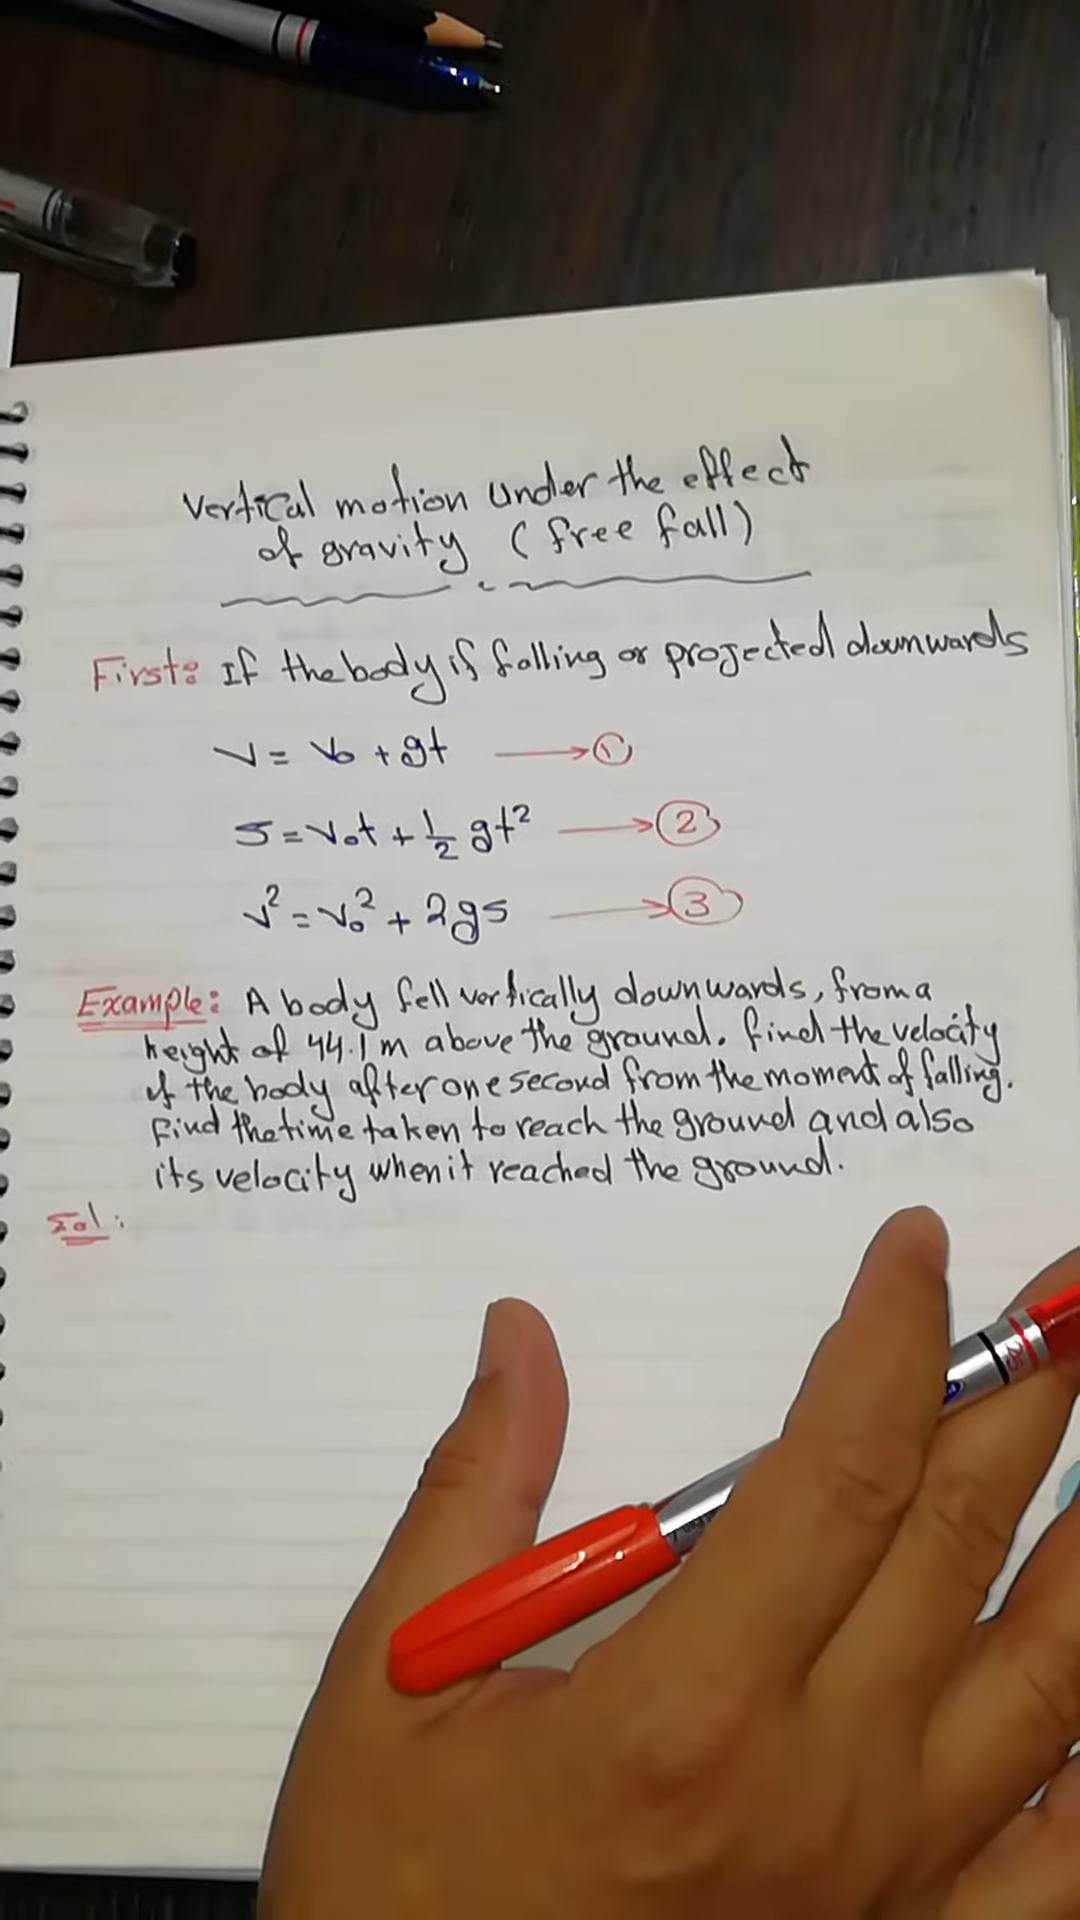 Vertical motion under the effect
of gravity (free fall)
First: If the body if falling or projected downwards
V = V₀ + gt → ①
S = V₀t + 1/2 gt² → ②
V² = V₀² + 2gs → ③
Example: A body fell vertically downwards, from a
height of 44.1 m above the ground. find the velocity
of the body after one second from the moment of falling.
Find the time taken to reach the ground and also
its velocity when it reached the ground.
Sol: